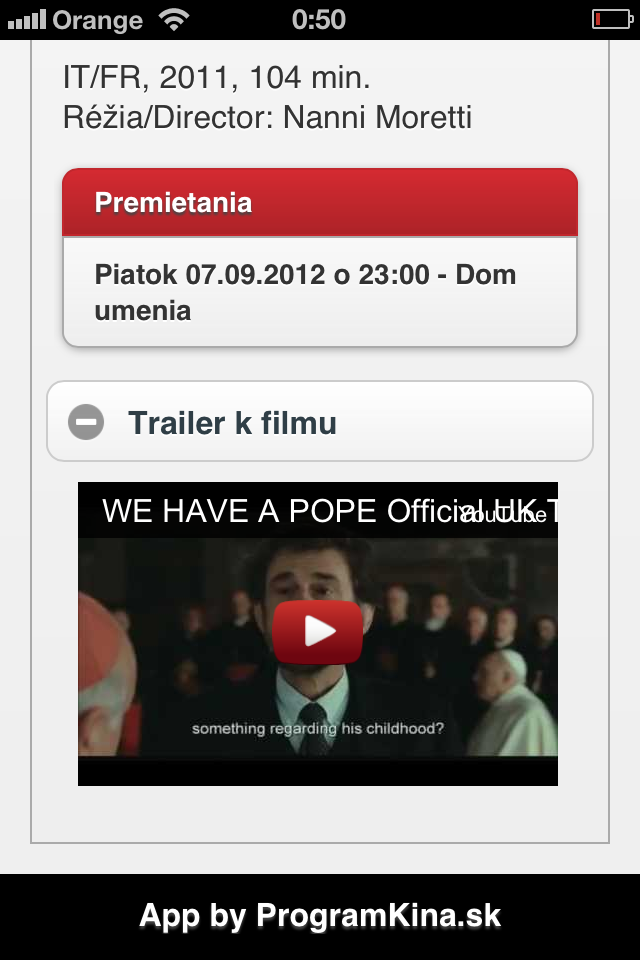 Orange 0:50
IT/FR, 2011, 104 min.
Réžia/Director: Nanni Moretti
Premietania
Piatok 07.09.2012 o 23:00 - Dom
umenia
Trailer k filmu
WE HAVE A POPE Official UK T
YouTube
something regarding his childhood?
App by ProgramKina.sk